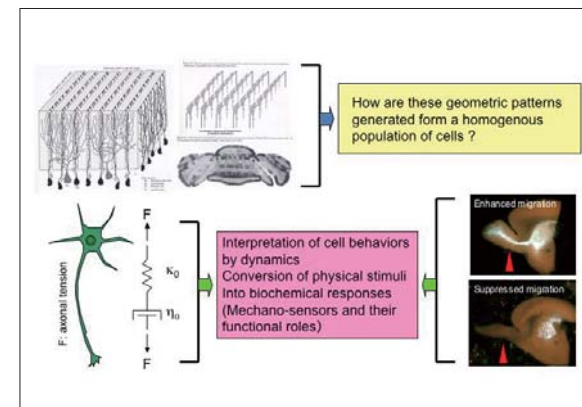 How are these geometric patterns
generated form a homogenous
population of cells ?
Enhanced migration
F
F: axonal tension
κ0
η0
F
Interpretation of cell behaviors
by dynamics
Conversion of physical stimuli
Into biochemical responses
(Mechano-sensors and their
functional roles)
Suppressed migration